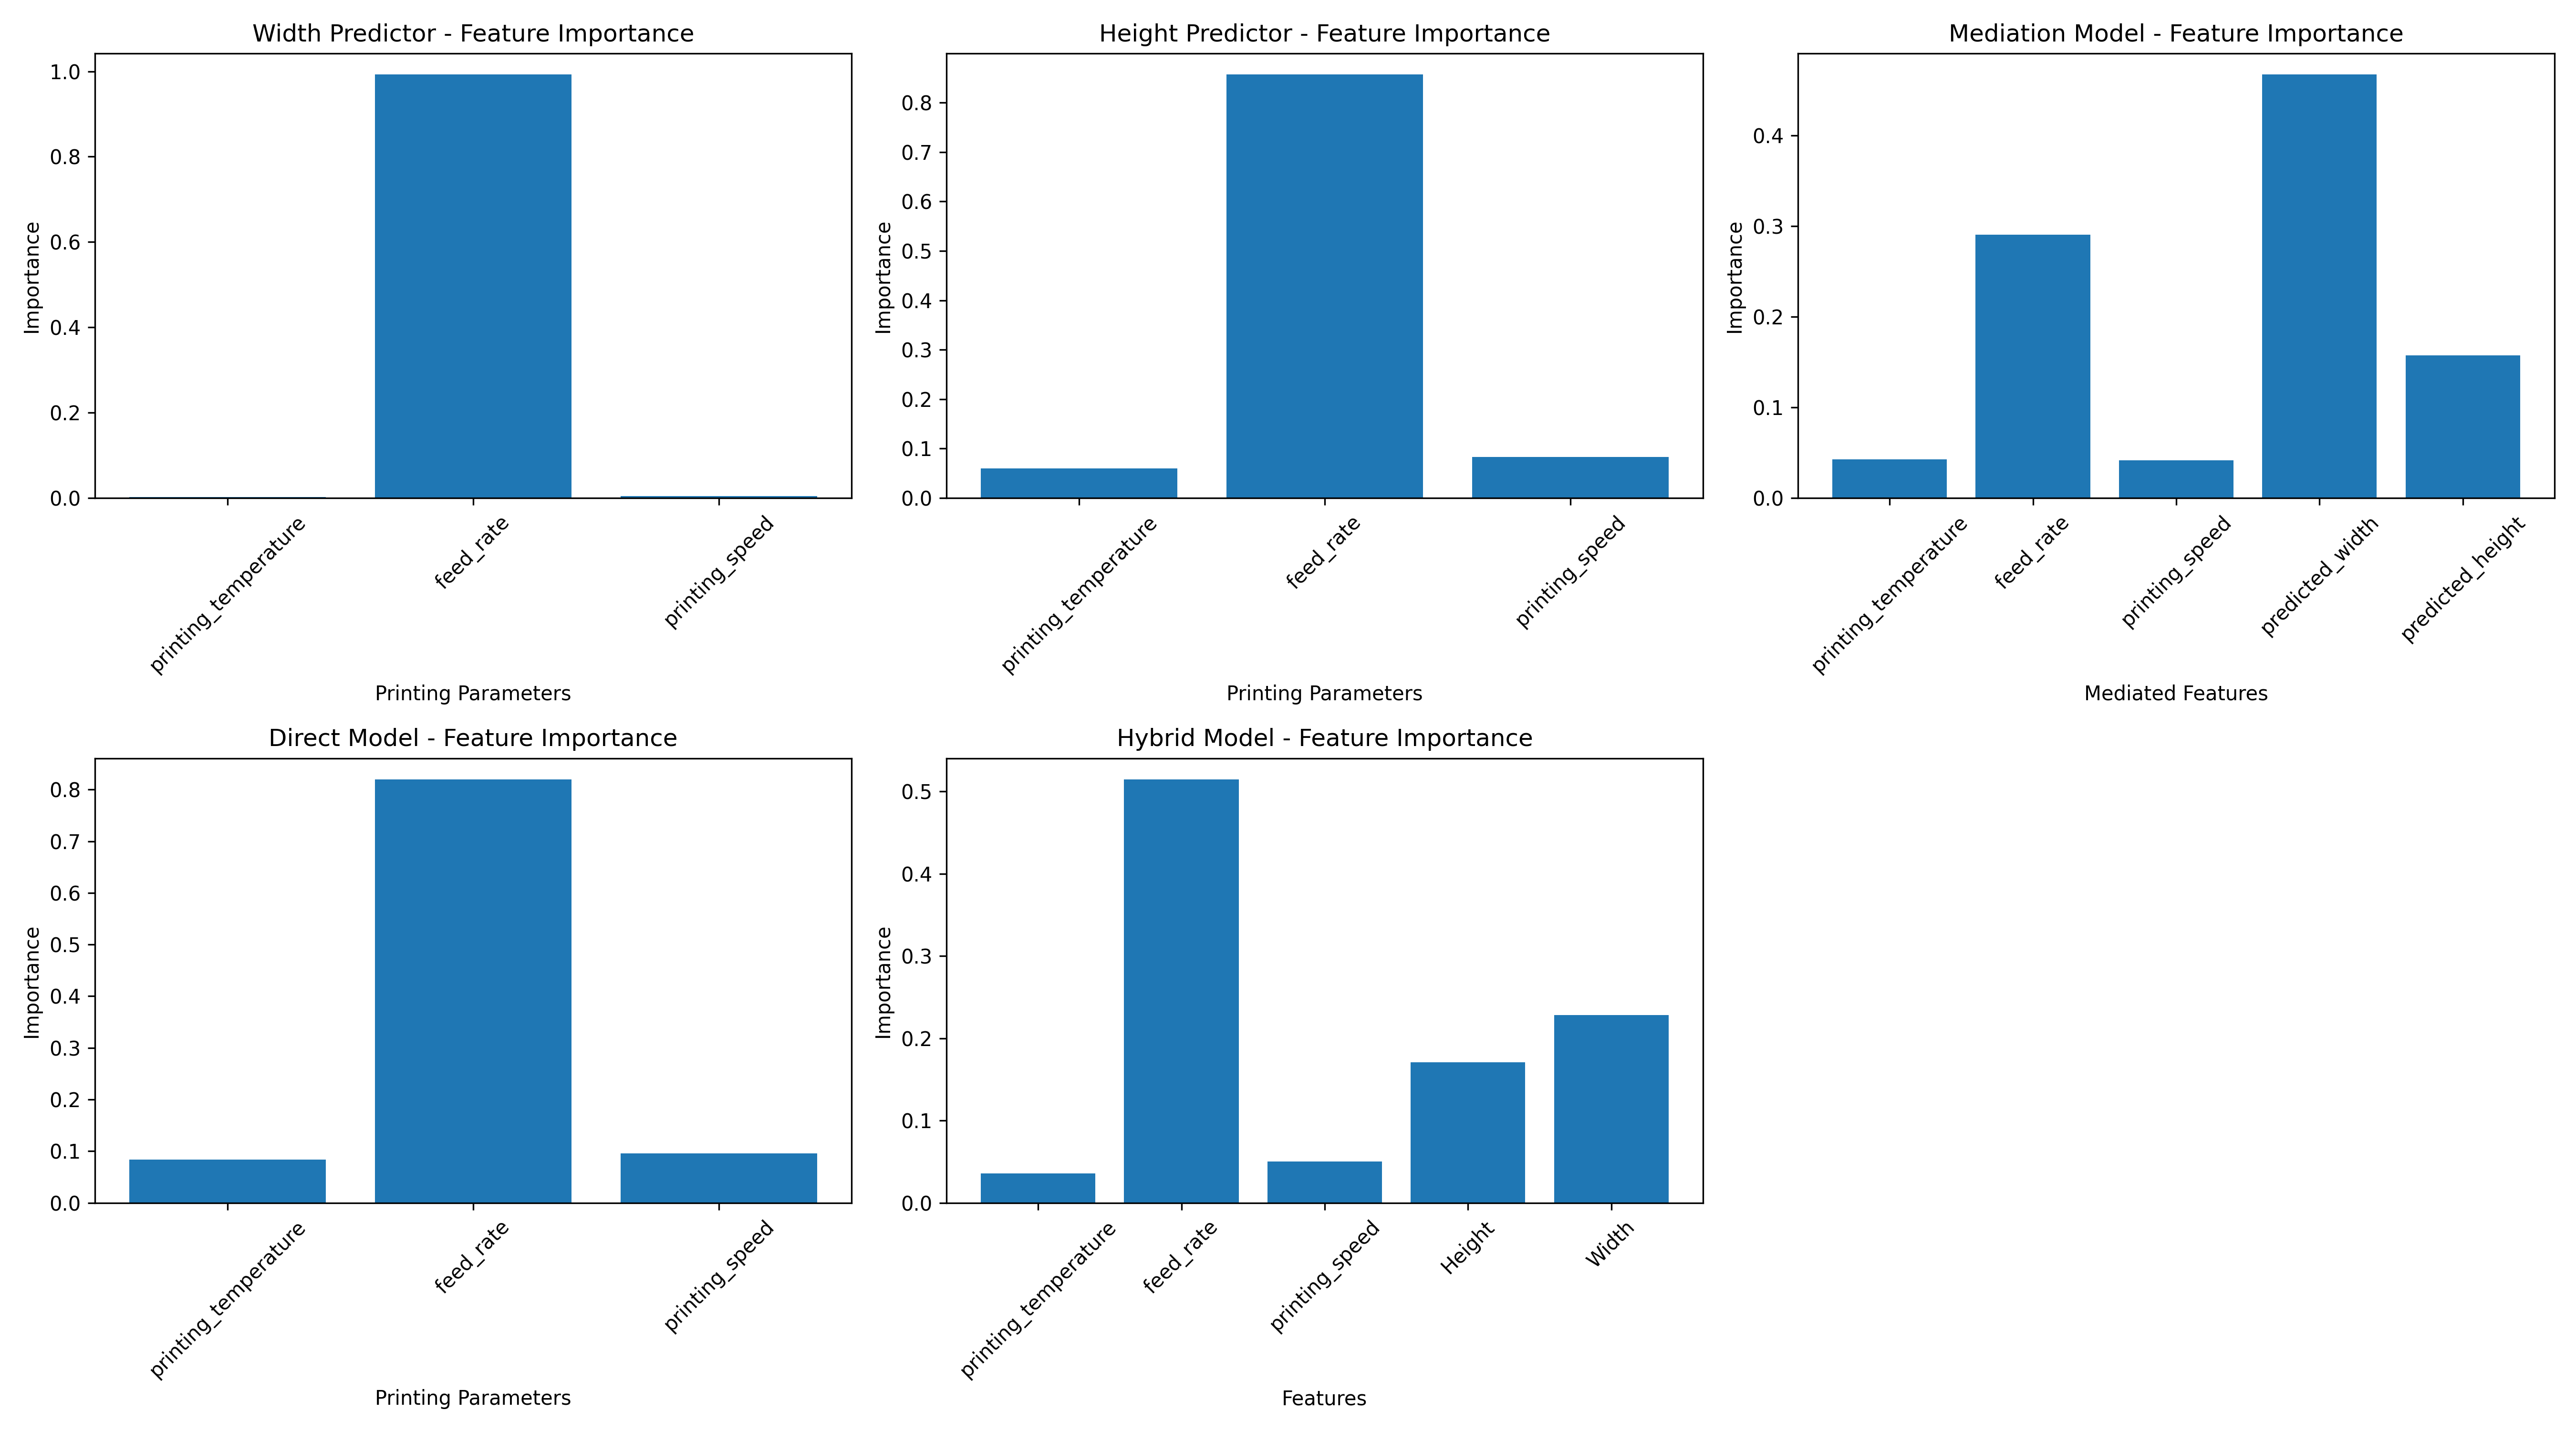 Width Predictor - Feature Importance
Importance
1.0
0.8
0.6
0.4
0.2
0.0
printing_temperature
feed_rate
printing_speed
Printing Parameters
Height Predictor - Feature Importance
Importance
0.8
0.7
0.6
0.5
0.4
0.3
0.2
0.1
0.0
printing_temperature
feed_rate
printing_speed
Printing Parameters
Mediation Model - Feature Importance
Importance
0.4
0.3
0.2
0.1
0.0
printing_temperature
feed_rate
printing_speed
predicted_width
predicted_height
Mediated Features
Direct Model - Feature Importance
Importance
0.8
0.7
0.6
0.5
0.4
0.3
0.2
0.1
0.0
printing_temperature
feed_rate
printing_speed
Printing Parameters
Hybrid Model - Feature Importance
Importance
0.5
0.4
0.3
0.2
0.1
0.0
printing_temperature
feed_rate
printing_speed
Height
Width
Features